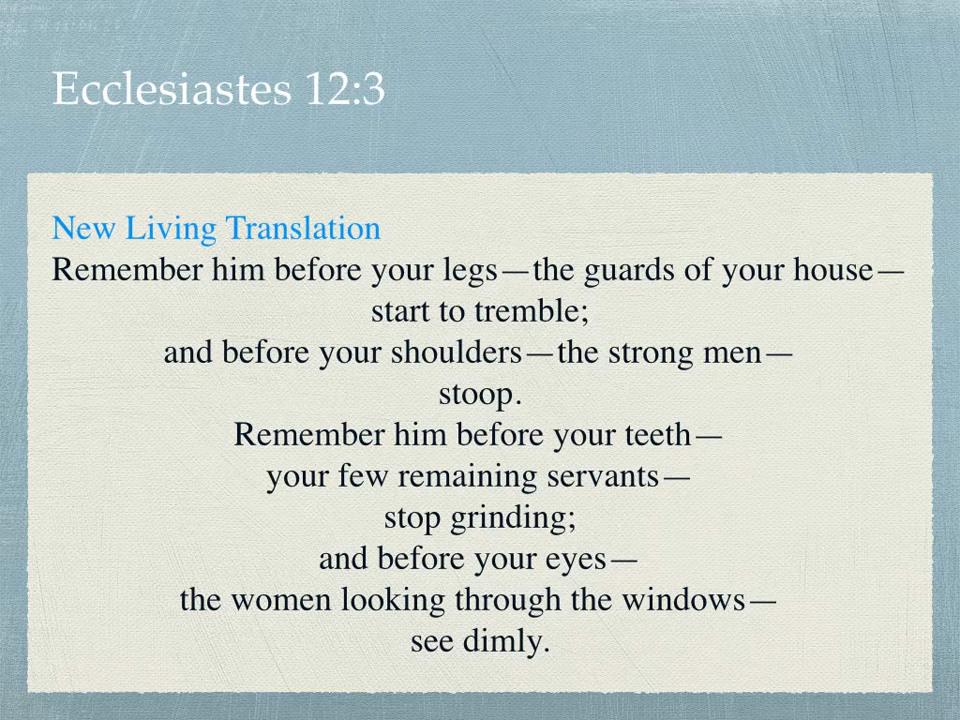 Ecclesiastes 12:3
New Living Translation
Remember him before your legs—the guards of your house—
start to tremble;
and before your shoulders—the strong men—
stoop.
Remember him before your teeth—
your few remaining servants—
stop grinding;
and before your eyes—
the women looking through the windows—
see dimly.